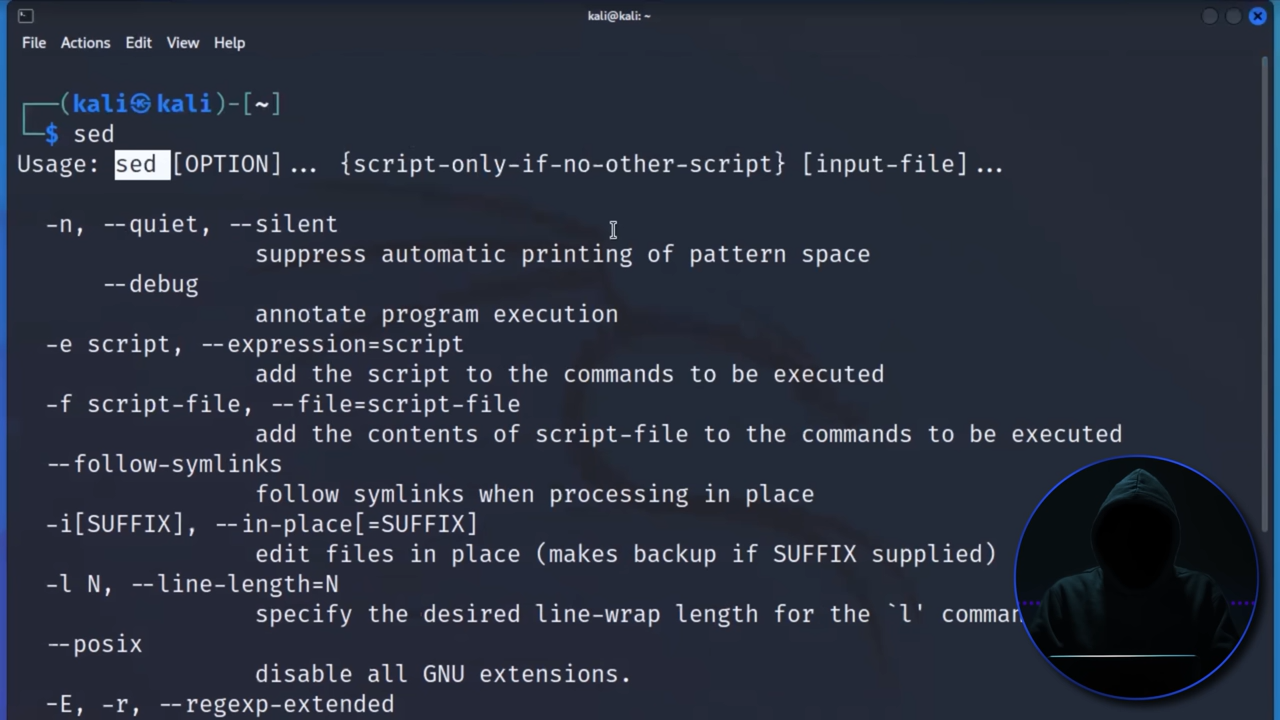 kali@kali: ~
File Actions Edit View Help
┌──(kali㉿kali)-[~]
└─$ sed
Usage: sed [OPTION]... {script-only-if-no-other-script} [input-file]...
-n, --quiet, --silent
suppress automatic printing of pattern space
--debug
annotate program execution
-e script, --expression=script
add the script to the commands to be executed
-f script-file, --file=script-file
add the contents of script-file to the commands to be executed
--follow-symlinks
follow symlinks when processing in place
-i[SUFFIX], --in-place[=SUFFIX]
edit files in place (makes backup if SUFFIX supplied)
-l N, --line-length=N
specify the desired line-wrap length for the `l'
--posix
disable all GNU extensions.
-E, -r, --regexp-extended